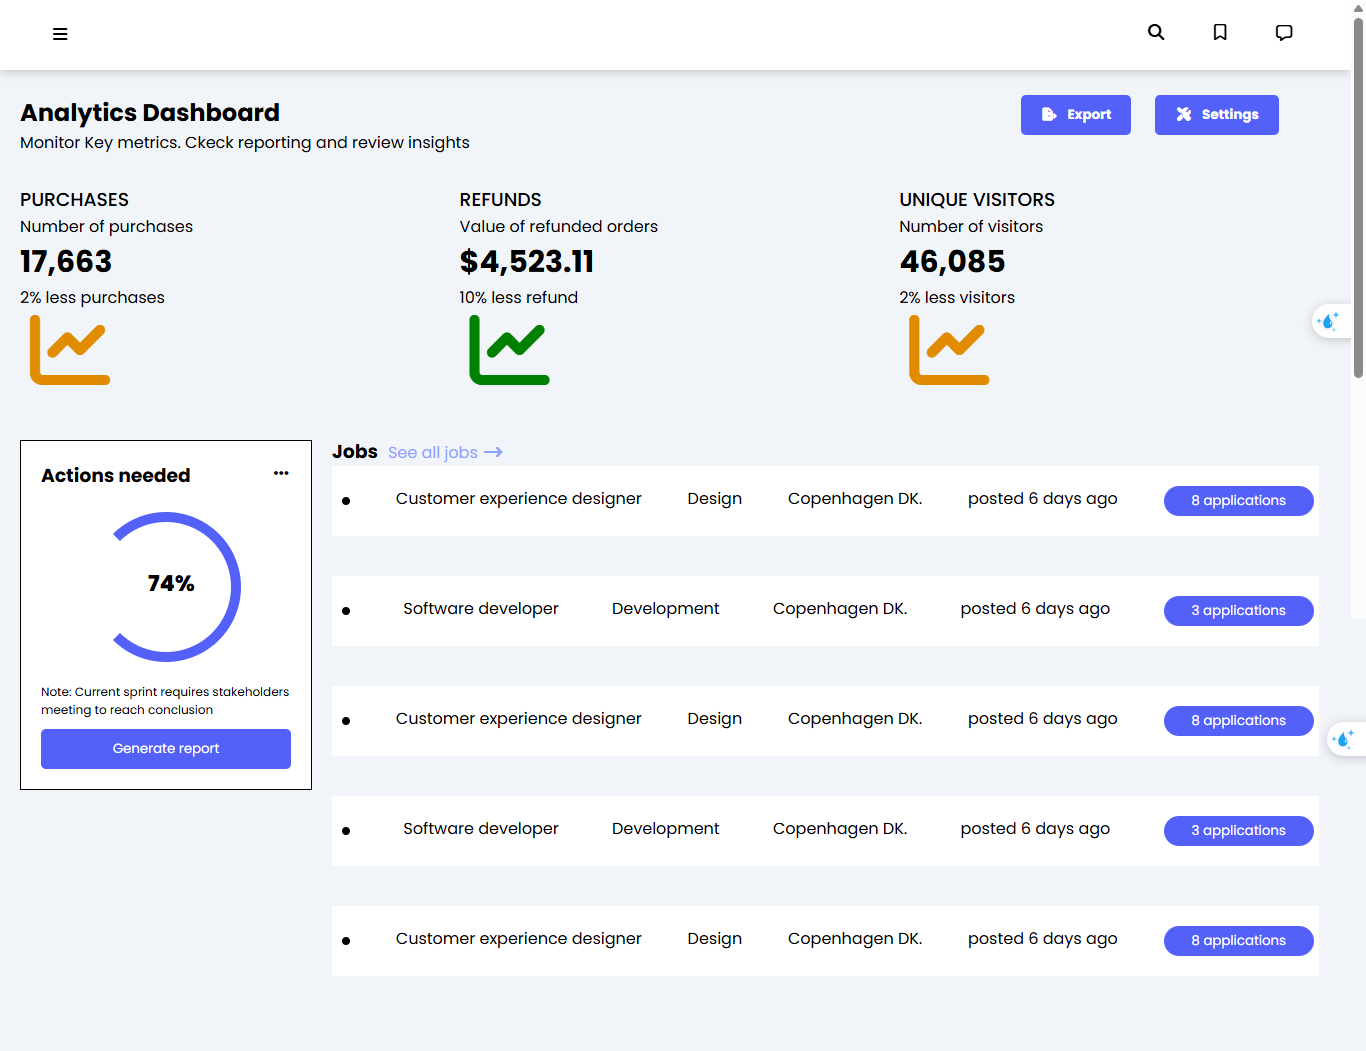 Analytics Dashboard
Monitor Key metrics. Ckeck reporting and review insights
Export
Settings
PURCHASES
Number of purchases
17,663
2% less purchases
REFUNDS
Value of refunded orders
$4,523.11
10% less refund
UNIQUE VISITORS
Number of visitors
46,085
2% less visitors
Actions needed
74%
Note: Current sprint requires stakeholders
meeting to reach conclusion
Generate report
Jobs See all jobs
Customer experience designer Design Copenhagen DK. posted 6 days ago 8 applications
Software developer Development Copenhagen DK. posted 6 days ago 3 applications
Customer experience designer Design Copenhagen DK. posted 6 days ago 8 applications
Software developer Development Copenhagen DK. posted 6 days ago 3 applications
Customer experience designer Design Copenhagen DK. posted 6 days ago 8 applications